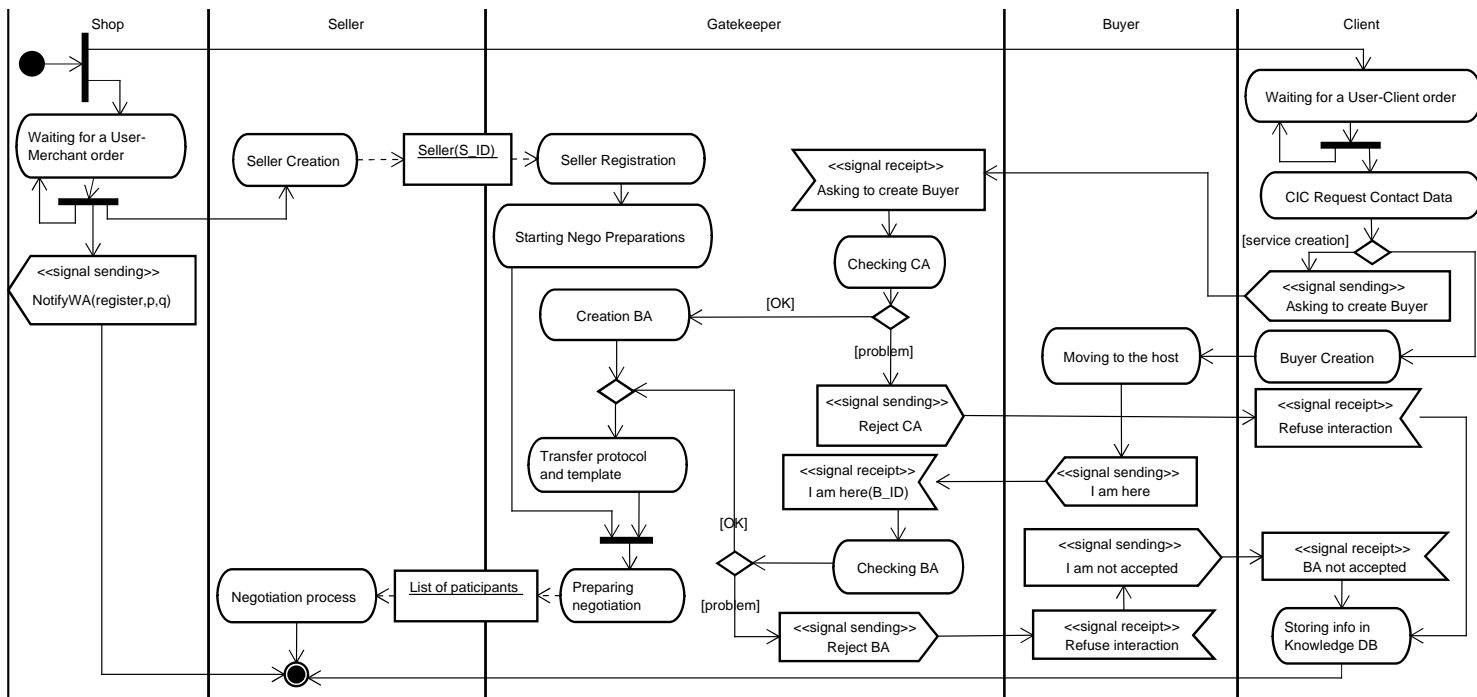 Shop
Seller
Gatekeeper
Buyer
Client
Waiting for a User-
Merchant order
<<signal sending>>
NotifyWA(register,p,q)
Seller Creation
Seller(S_ID)
Seller Registration
Starting Nego Preparations
<<signal receipt>>
Asking to create Buyer
Checking CA
[OK]
[problem]
Creation BA
<<signal sending>>
Reject CA
Transfer protocol
and template
<<signal receipt>>
I am here(B_ID)
[OK]
Checking BA
[problem]
Preparing
negotiation
List of paticipants
Negotiation process
<<signal sending>>
Reject BA
Moving to the host
<<signal sending>>
I am here
<<signal sending>>
I am not accepted
<<signal receipt>>
Refuse interaction
Waiting for a User-Client order
CIC Request Contact Data
[service creation]
<<signal sending>>
Asking to create Buyer
Buyer Creation
<<signal receipt>>
Refuse interaction
<<signal receipt>>
BA not accepted
Storing info in
Knowledge DB